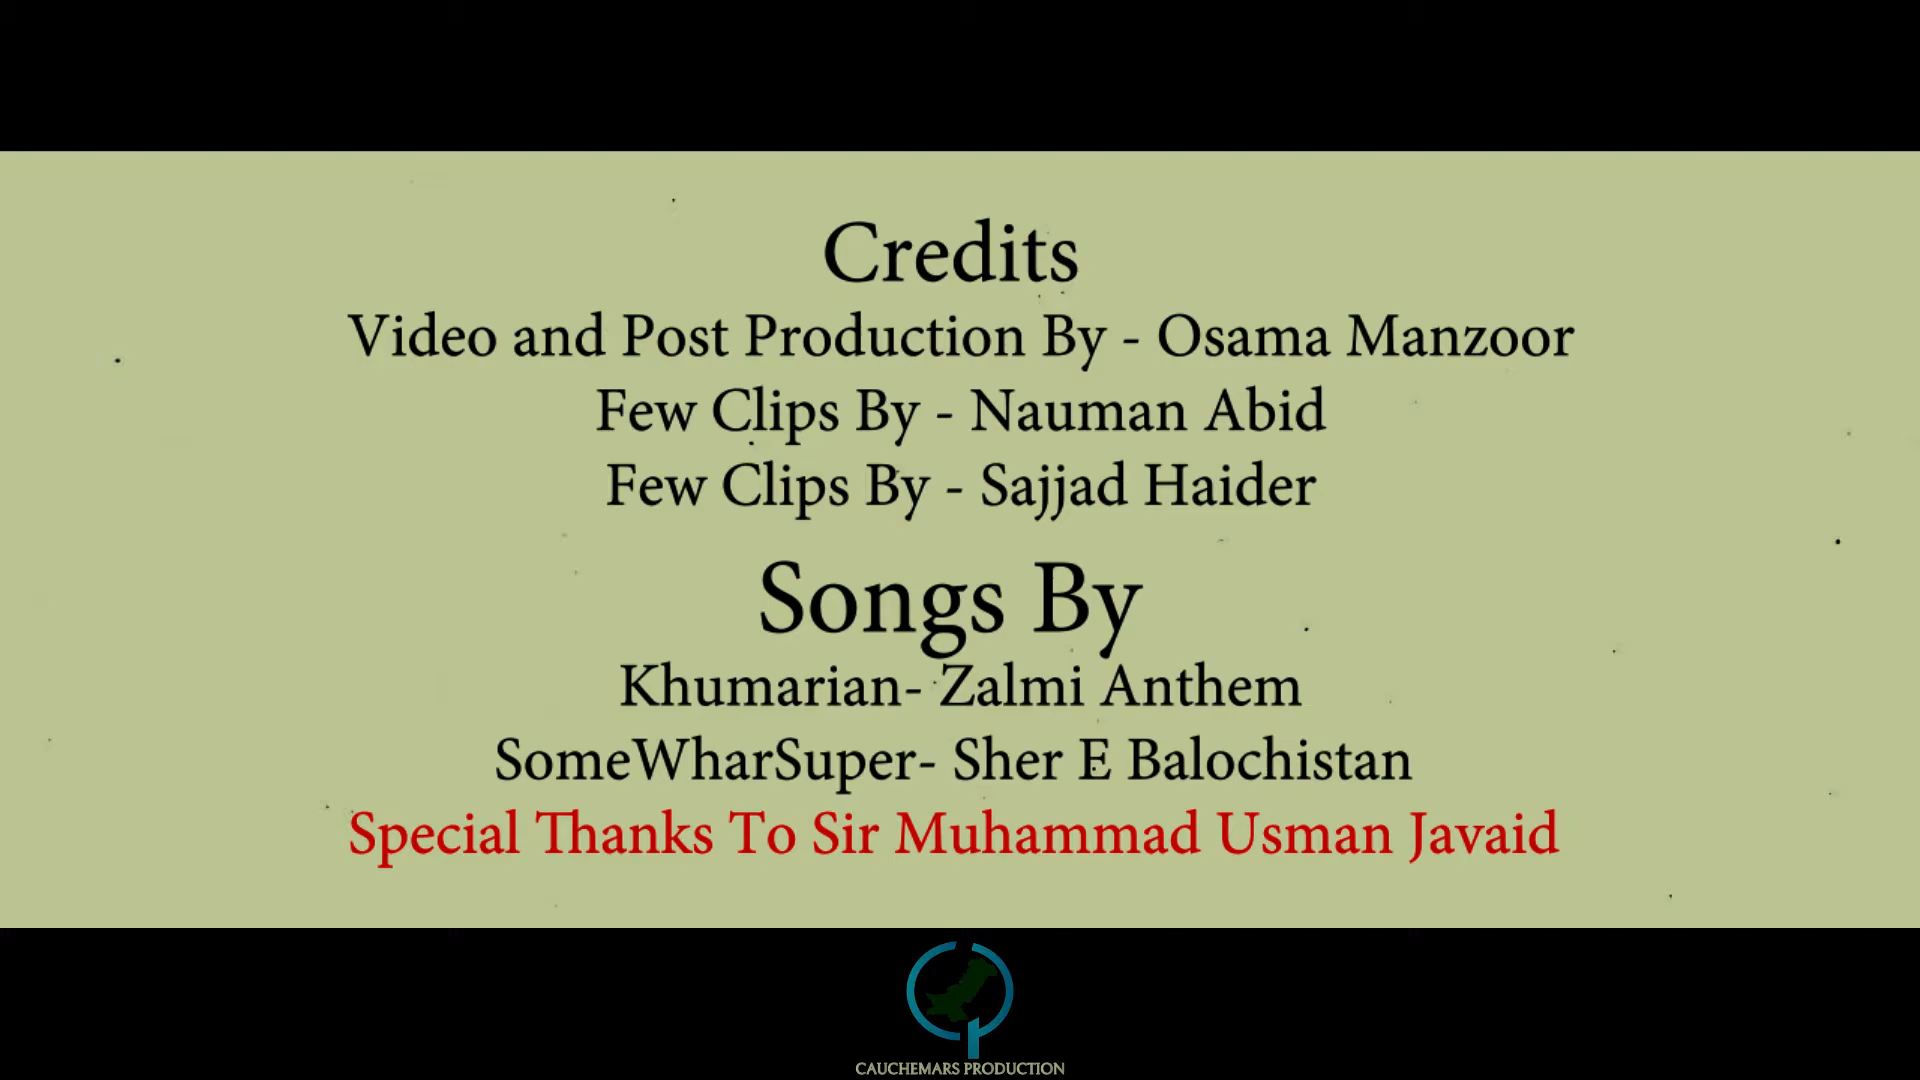 Credits
Video and Post Production By - Osama Manzoor
Few Clips By - Nauman Abid
Few Clips By - Sajjad Haider
Songs By
Khumarian- Zalmi Anthem
SomeWharSuper- Sher E Balochistan
Special Thanks To Sir Muhammad Usman Javaid
CAUCHEMARS PRODUCTION